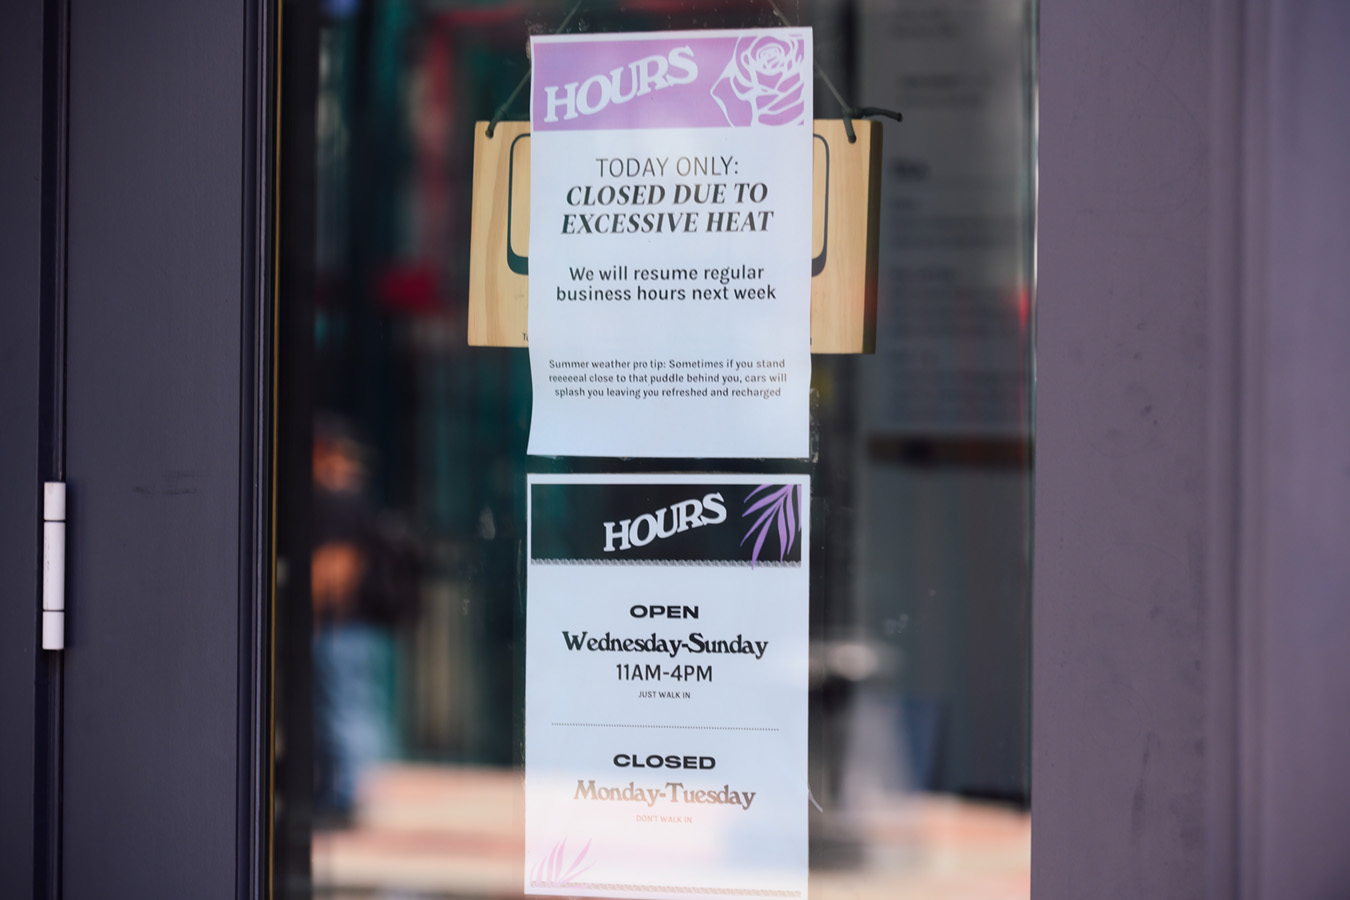 HOURS
TODAY ONLY:
CLOSED DUE TO
EXCESSIVE HEAT
We will resume regular
business hours next week
Summer weather pro tip: Sometimes if you stand
reeeeeal close to that puddle behind you, cars will
splash you leaving you refreshed and recharged
HOURS
OPEN
Wednesday-Sunday
11AM-4PM
JUST WALK IN
CLOSED
Monday-Tuesday
DON'T WALK IN